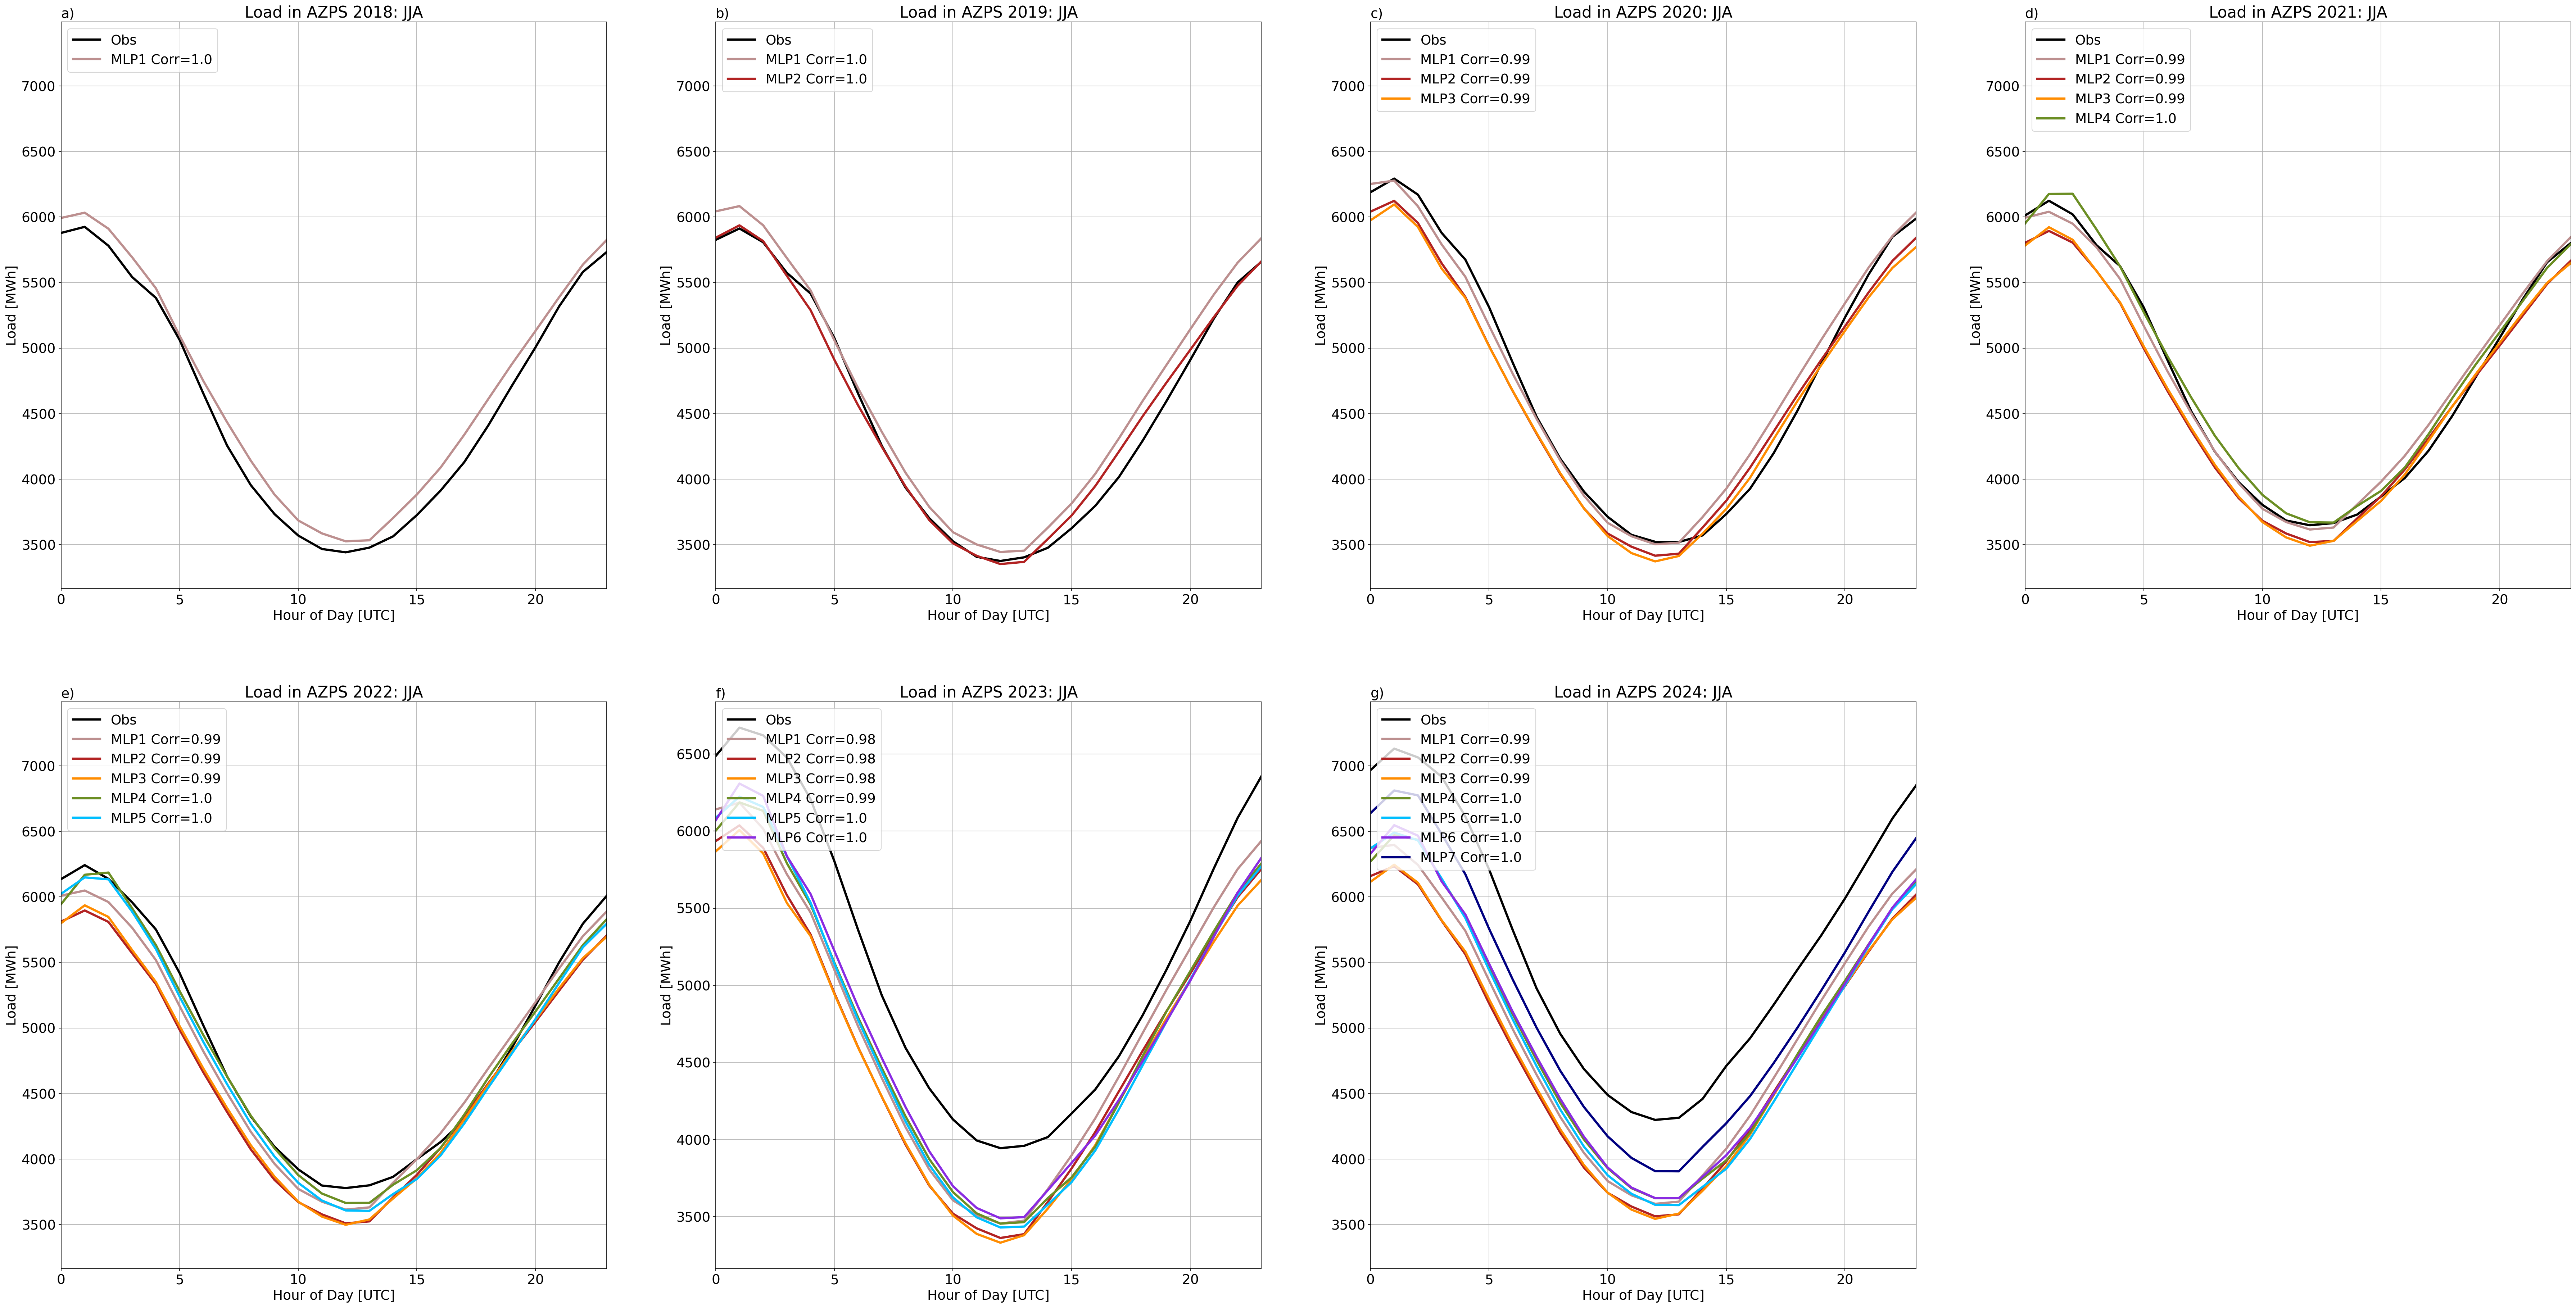 a) Load in AZPS 2018: JJA
Obs
MLP1 Corr=1.0
Load [MWh]
7000
6500
6000
5500
5000
4500
4000
3500
0 5 10 15 20
Hour of Day [UTC]
b) Load in AZPS 2019: JJA
Obs
MLP1 Corr=1.0
MLP2 Corr=1.0
Load [MWh]
7000
6500
6000
5500
5000
4500
4000
3500
0 5 10 15 20
Hour of Day [UTC]
c) Load in AZPS 2020: JJA
Obs
MLP1 Corr=0.99
MLP2 Corr=0.99
MLP3 Corr=0.99
Load [MWh]
7000
6500
6000
5500
5000
4500
4000
3500
0 5 10 15 20
Hour of Day [UTC]
d) Load in AZPS 2021: JJA
Obs
MLP1 Corr=0.99
MLP2 Corr=0.99
MLP3 Corr=0.99
MLP4 Corr=1.0
Load [MWh]
7000
6500
6000
5500
5000
4500
4000
3500
0 5 10 15 20
Hour of Day [UTC]
e) Load in AZPS 2022: JJA
Obs
MLP1 Corr=0.99
MLP2 Corr=0.99
MLP3 Corr=0.99
MLP4 Corr=1.0
MLP5 Corr=1.0
Load [MWh]
7000
6500
6000
5500
5000
4500
4000
3500
0 5 10 15 20
Hour of Day [UTC]
f) Load in AZPS 2023: JJA
Obs
MLP1 Corr=0.98
MLP2 Corr=0.98
MLP3 Corr=0.98
MLP4 Corr=0.99
MLP5 Corr=1.0
MLP6 Corr=1.0
Load [MWh]
6500
6000
5500
5000
4500
4000
3500
0 5 10 15 20
Hour of Day [UTC]
g) Load in AZPS 2024: JJA
Obs
MLP1 Corr=0.99
MLP2 Corr=0.99
MLP3 Corr=0.99
MLP4 Corr=1.0
MLP5 Corr=1.0
MLP6 Corr=1.0
MLP7 Corr=1.0
Load [MWh]
7000
6500
6000
5500
5000
4500
4000
3500
0 5 10 15 20
Hour of Day [UTC]